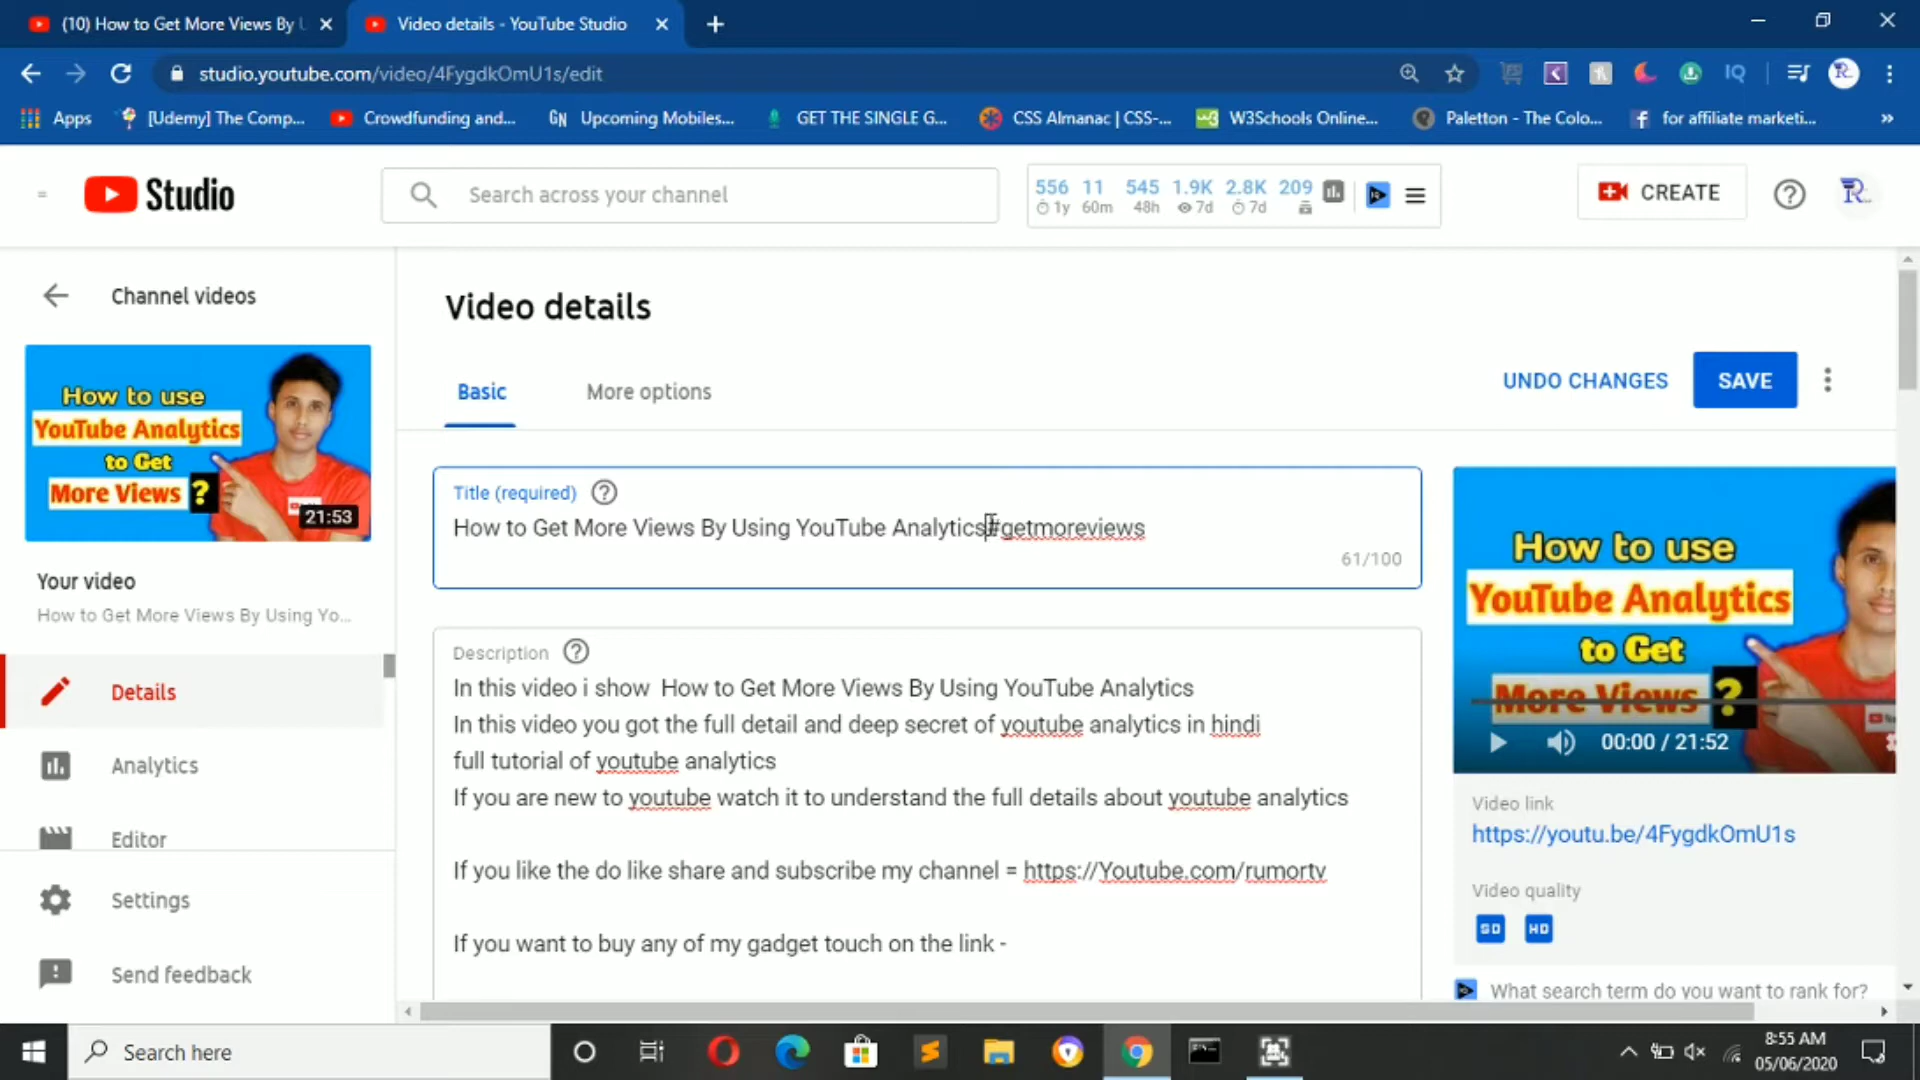 (10) How to Get More Views By U
Video details - YouTube Studio
studio.youtube.com/video/4FygdkOmU1s/edit
Apps
[Udemy] The Comp...
Crowdfunding and...
GN Upcoming Mobiles...
GET THE SINGLE G...
CSS Almanac | CSS-...
W3Schools Online...
Paletton - The Colo...
for affiliate marketi...
»
Studio
Search across your channel
556 11 545 1.9K 2.8K 209
1y 60m 48h 7d 7d
CREATE
Channel videos
How to use
YouTube Analytics
to Get
More Views ?
21:53
Your video
How to Get More Views By Using Yo...
Details
Analytics
Editor
Settings
Send feedback
Video details
Basic
More options
UNDO CHANGES
SAVE
Title (required)
How to Get More Views By Using YouTube Analytics#getmoreviews
61/100
Description
In this video i show  How to Get More Views By Using YouTube Analytics
In this video you got the full detail and deep secret of youtube analytics in hindi
full tutorial of youtube analytics
If you are new to youtube watch it to understand the full details about youtube analytics
If you like the do like share and subscribe my channel = https://Youtube.com/rumortv
If you want to buy any of my gadget touch on the link -
How to use
YouTube Analytics
to Get
More Views ?
00:00 / 21:52
Video link
https://youtu.be/4FygdkOmU1s
Video quality
SD HD
What search term do you want to rank for?
Search here
8:55 AM
05/06/2020